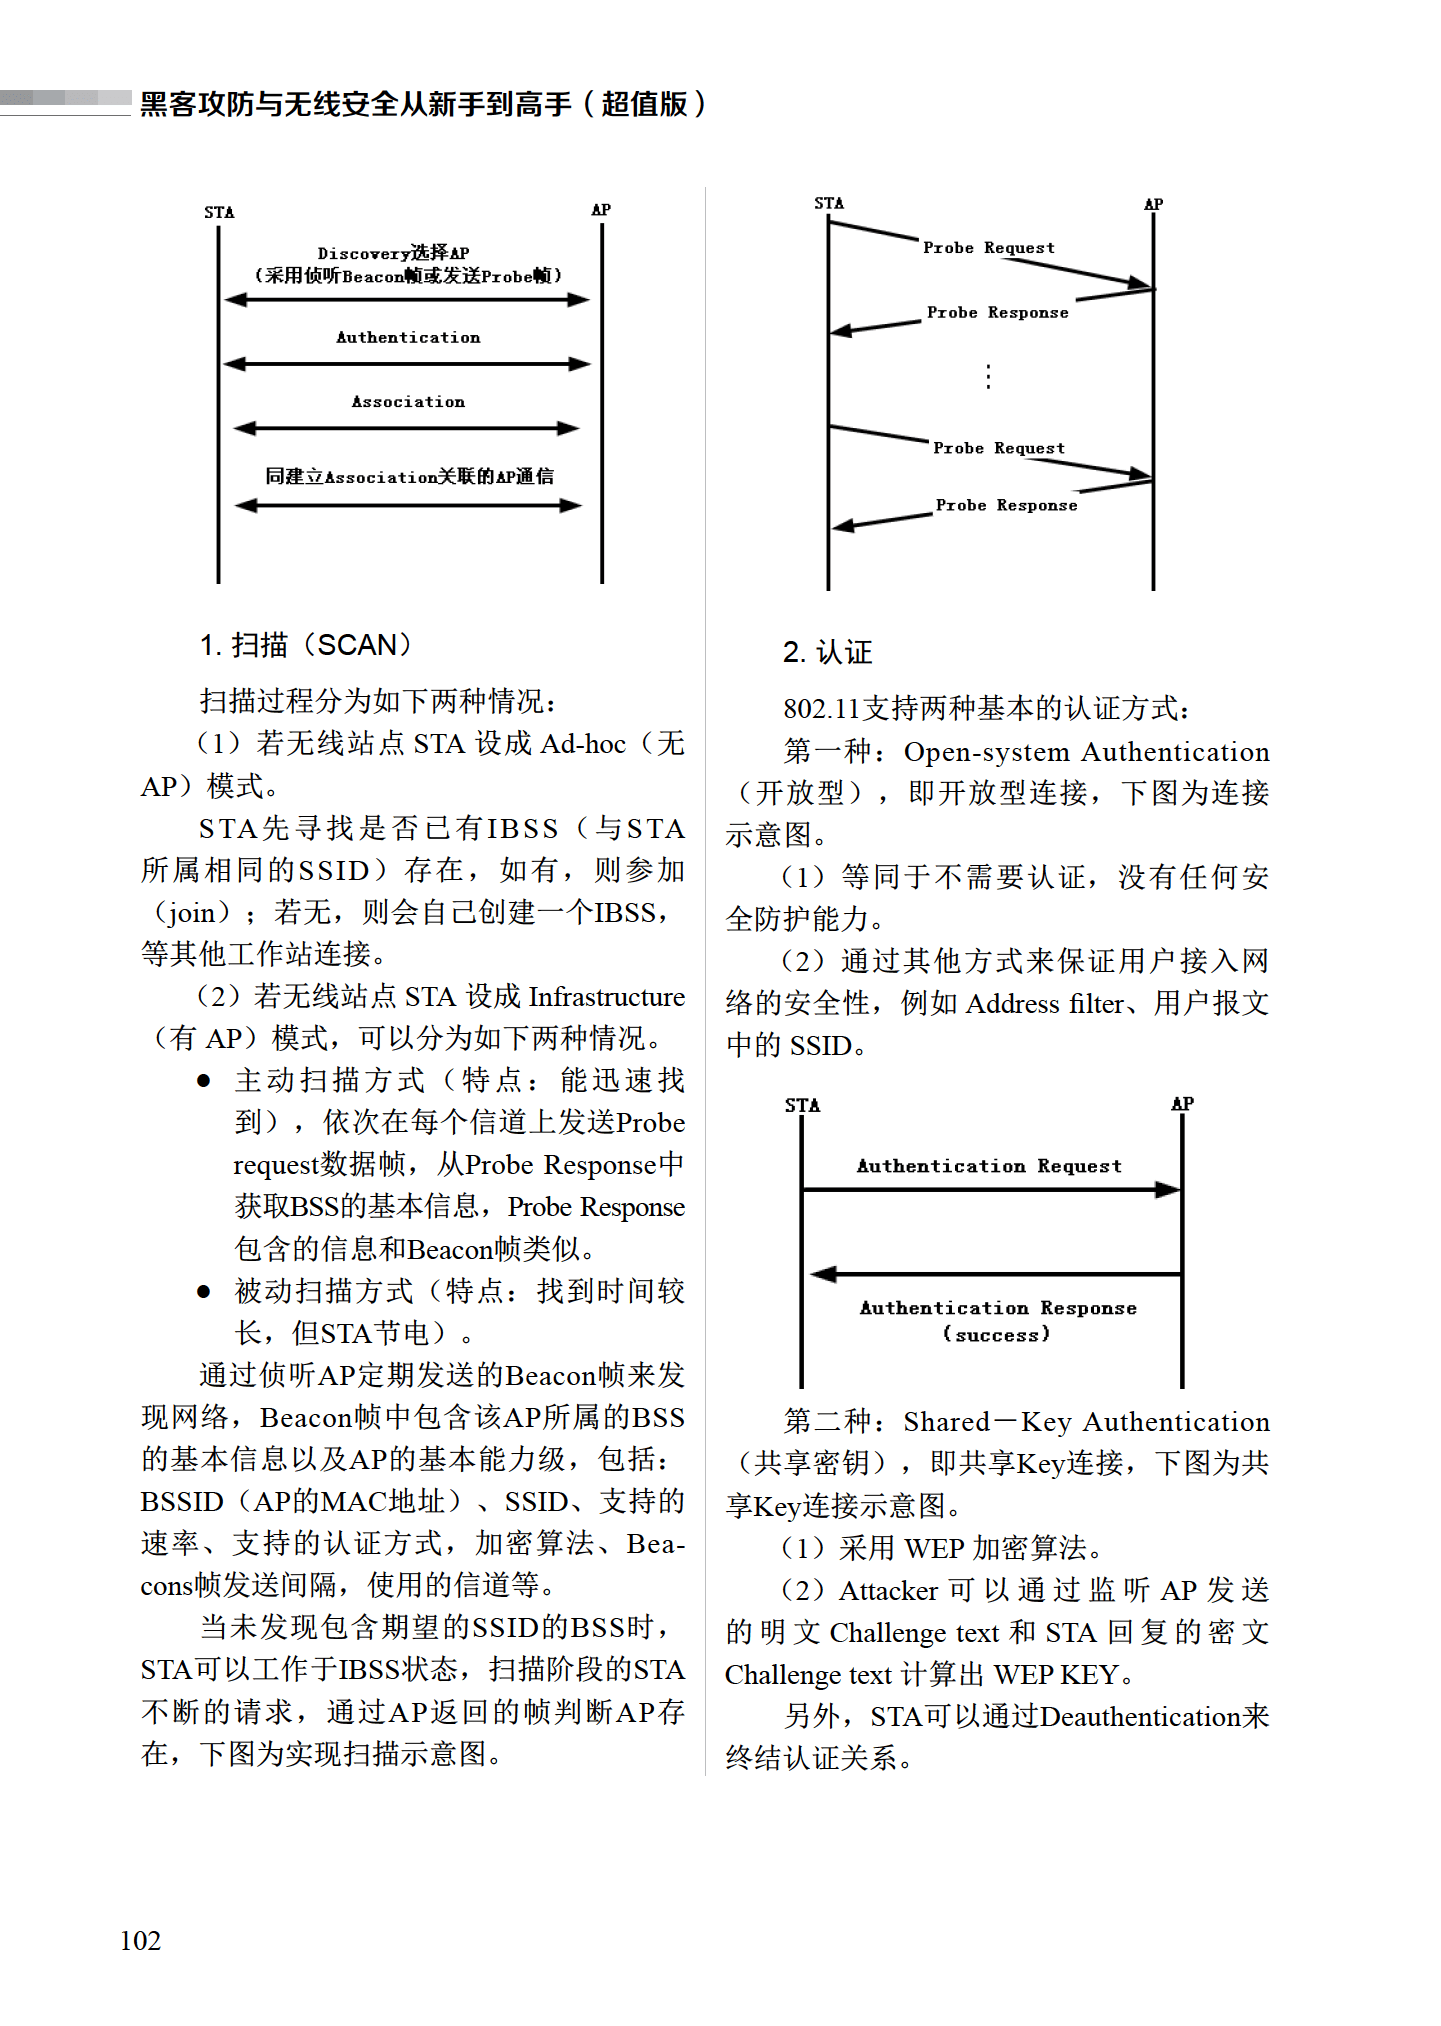 黑客攻防与无线安全从新手到高手（超值版）
STA
AP
Discovery选择AP
（采用侦听Beacon帧或发送Probe帧）
Authentication
Association
同建立Association关联的AP通信
1. 扫描（SCAN）
扫描过程分为如下两种情况：
（1）若无线站点 STA 设成 Ad-hoc（无
AP）模式。
STA先寻找是否已有IBSS（与STA
所属相同的SSID）存在，如有，则参加
（join）；若无，则会自己创建一个IBSS，
等其他工作站连接。
（2）若无线站点 STA 设成 Infrastructure
（有 AP）模式，可以分为如下两种情况。
● 主动扫描方式（特点：能迅速找
到），依次在每个信道上发送Probe
request数据帧，从Probe Response中
获取BSS的基本信息，Probe Response
包含的信息和Beacon帧类似。
● 被动扫描方式（特点：找到时间较
长，但STA节电）。
通过侦听AP定期发送的Beacon帧来发
现网络，Beacon帧中包含该AP所属的BSS
的基本信息以及AP的基本能力级，包括：
BSSID（AP的MAC地址）、SSID、支持的
速率、支持的认证方式，加密算法、Bea-
cons帧发送间隔，使用的信道等。
当未发现包含期望的SSID的BSS时，
STA可以工作于IBSS状态，扫描阶段的STA
不断的请求，通过AP返回的帧判断AP存
在，下图为实现扫描示意图。
STA
AP
Probe Request
Probe Response
⋮
Probe Request
Probe Response
2. 认证
802.11支持两种基本的认证方式：
第一种：Open-system Authentication
（开放型），即开放型连接，下图为连接
示意图。
（1）等同于不需要认证，没有任何安
全防护能力。
（2）通过其他方式来保证用户接入网
络的安全性，例如 Address filter、用户报文
中的 SSID。
STA
AP
Authentication Request
Authentication Response
(success)
第二种：Shared－Key Authentication
（共享密钥），即共享Key连接，下图为共
享Key连接示意图。
（1）采用 WEP 加密算法。
（2）Attacker 可以通过监听 AP 发送
的明文 Challenge text 和 STA 回复的密文
Challenge text 计算出 WEP KEY。
另外，STA可以通过Deauthentication来
终结认证关系。
102